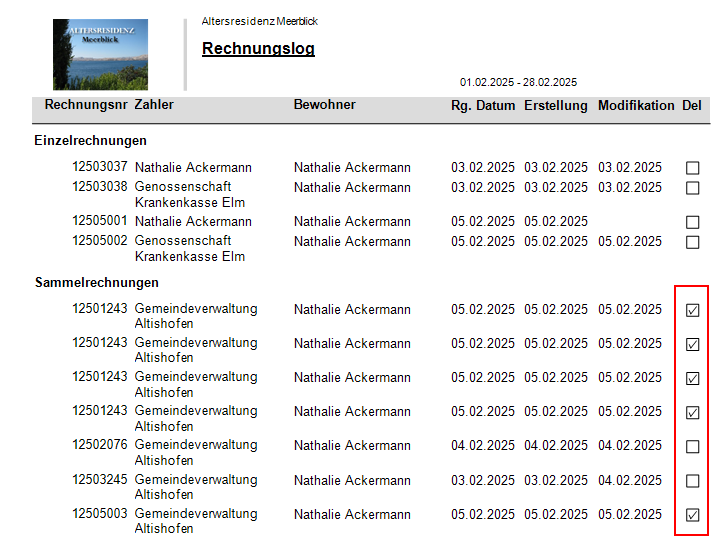 ALTERSRESIDENZ
Meerblick
Altersresidenz Meerblick
Rechnungslog
01.02.2025 - 28.02.2025
Rechnungsnr Zahler Bewohner Rg. Datum Erstellung Modifikation Del
Einzelrechnungen
12503037 Nathalie Ackermann Nathalie Ackermann 03.02.2025 03.02.2025 03.02.2025
12503038 Genossenschaft Nathalie Ackermann 03.02.2025 03.02.2025 03.02.2025
Krankenkasse Elm
12505001 Nathalie Ackermann Nathalie Ackermann 05.02.2025 05.02.2025
12505002 Genossenschaft Nathalie Ackermann 05.02.2025 05.02.2025 05.02.2025
Krankenkasse Elm
Sammelrechnungen
12501243 Gemeindeverwaltung Nathalie Ackermann 05.02.2025 05.02.2025 05.02.2025
Altishofen
12501243 Gemeindeverwaltung Nathalie Ackermann 05.02.2025 05.02.2025 05.02.2025
Altishofen
12501243 Gemeindeverwaltung Nathalie Ackermann 05.02.2025 05.02.2025 05.02.2025
Altishofen
12501243 Gemeindeverwaltung Nathalie Ackermann 05.02.2025 05.02.2025 05.02.2025
Altishofen
12502076 Gemeindeverwaltung Nathalie Ackermann 04.02.2025 04.02.2025 04.02.2025
Altishofen
12503245 Gemeindeverwaltung Nathalie Ackermann 03.02.2025 03.02.2025 04.02.2025
Altishofen
12505003 Gemeindeverwaltung Nathalie Ackermann 05.02.2025 05.02.2025 05.02.2025
Altishofen